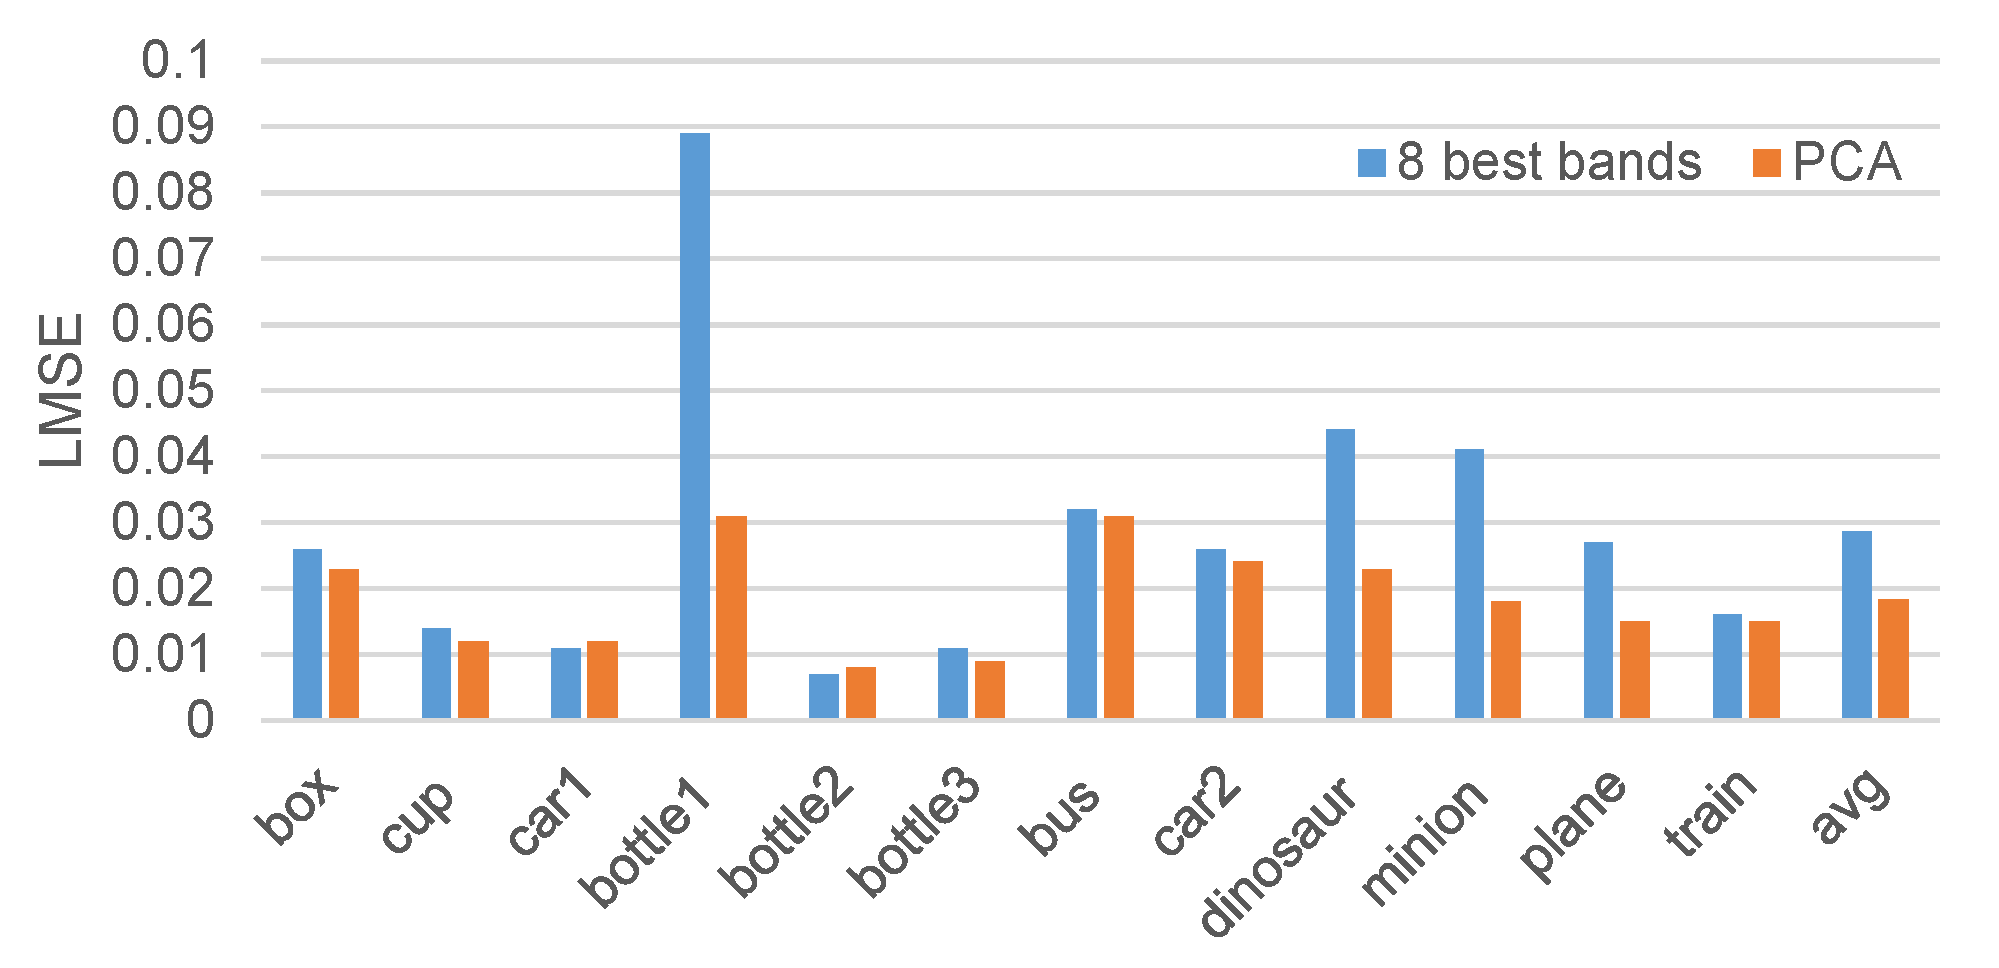 0.1
0.09
0.08
0.07
0.06
0.05
0.04
0.03
0.02
0.01
0
LMSE
8 best bands
PCA
box
cup
car1
bottle1
bottle2
bottle3
bus
car2
dinosaur
minion
plane
train
avg